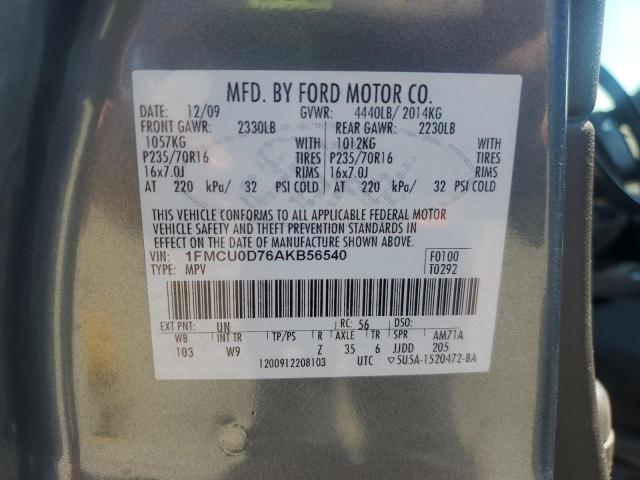 MFD. BY FORD MOTOR CO.
DATE: 12/09 GVWR: 4440LB/ 2014KG
FRONT GAWR: 2330LB REAR GAWR: 2230LB
1057KG WITH 1012KG WITH
P235/70R16 TIRES P235/70R16 TIRES
16x7.0J RIMS 16x7.0J RIMS
AT 220 kPa/ 32 PSI COLD AT 220 kPa/ 32 PSI COLD
THIS VEHICLE CONFORMS TO ALL APPLICABLE FEDERAL MOTOR
VEHICLE SAFETY AND THEFT PREVENTION STANDARDS IN
EFFECT ON THE DATE OF MANUFACTURE SHOWN ABOVE.
VIN: 1FMCU0D76AKB56540 F0100
TYPE: MPV T0292
EXT PNT: UN RC: 56 DSO:
WB INT TR TP/PS R AXLE TR SPR AM71A
103 W9 Z 35 6 JJDD 205
1200912208103 UTC ▽5U5A-1520472-BA